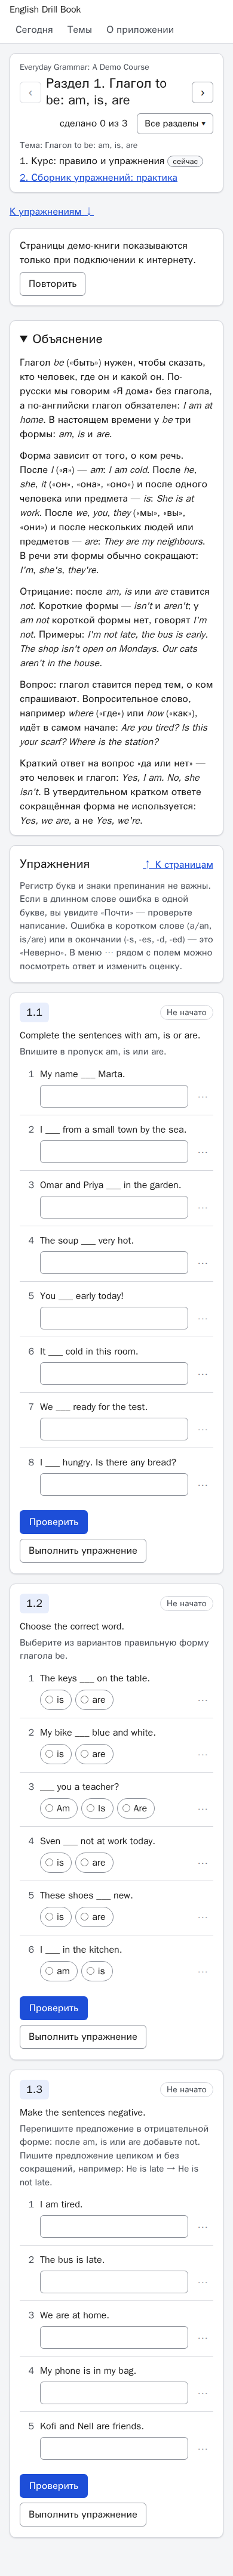 English Drill Book
Сегодня Темы О приложении
Everyday Grammar: A Demo Course
‹
Раздел 1. Глагол to
be: am, is, are
›
сделано 0 из 3 Все разделы ▾
Тема: Глагол to be: am, is, are
1. Курс: правило и упражнения сейчас
2. Сборник упражнений: практика
К упражнениям ↓
Страницы демо-книги показываются
только при подключении к интернету.
Повторить
▼ Объяснение
Глагол be («быть») нужен, чтобы сказать,
кто человек, где он и какой он. По-
русски мы говорим «Я дома» без глагола,
а по-английски глагол обязателен: I am at
home. В настоящем времени у be три
формы: am, is и are.
Форма зависит от того, о ком речь.
После I («я») — am: I am cold. После he,
she, it («он», «она», «оно») и после одного
человека или предмета — is: She is at
work. После we, you, they («мы», «вы»,
«они») и после нескольких людей или
предметов — are: They are my neighbours.
В речи эти формы обычно сокращают:
I'm, she's, they're.
Отрицание: после am, is или are ставится
not. Короткие формы — isn't и aren't; у
am not короткой формы нет, говорят I'm
not. Примеры: I'm not late, the bus is early.
The shop isn't open on Mondays. Our cats
aren't in the house.
Вопрос: глагол ставится перед тем, о ком
спрашивают. Вопросительное слово,
например where («где») или how («как»),
идёт в самом начале: Are you tired? Is this
your scarf? Where is the station?
Краткий ответ на вопрос «да или нет» —
это человек и глагол: Yes, I am. No, she
isn't. В утвердительном кратком ответе
сокращённая форма не используется:
Yes, we are, а не Yes, we're.
Упражнения ↑ К страницам
Регистр букв и знаки препинания не важны.
Если в длинном слове ошибка в одной
букве, вы увидите «Почти» — проверьте
написание. Ошибка в коротком слове (a/an,
is/are) или в окончании (-s, -es, -d, -ed) — это
«Неверно». В меню ··· рядом с полем можно
посмотреть ответ и изменить оценку.
1.1 Не начато
Complete the sentences with am, is or are.
Впишите в пропуск am, is или are.
1 My name ___ Marta.
···
2 I ___ from a small town by the sea.
···
3 Omar and Priya ___ in the garden.
···
4 The soup ___ very hot.
···
5 You ___ early today!
···
6 It ___ cold in this room.
···
7 We ___ ready for the test.
···
8 I ___ hungry. Is there any bread?
···
Проверить
Выполнить упражнение
1.2 Не начато
Choose the correct word.
Выберите из вариантов правильную форму
глагола be.
1 The keys ___ on the table.
is are ···
2 My bike ___ blue and white.
is are ···
3 ___ you a teacher?
Am Is Are ···
4 Sven ___ not at work today.
is are ···
5 These shoes ___ new.
is are ···
6 I ___ in the kitchen.
am is ···
Проверить
Выполнить упражнение
1.3 Не начато
Make the sentences negative.
Перепишите предложение в отрицательной
форме: после am, is или are добавьте not.
Пишите предложение целиком и без
сокращений, например: He is late → He is
not late.
1 I am tired.
···
2 The bus is late.
···
3 We are at home.
···
4 My phone is in my bag.
···
5 Kofi and Nell are friends.
···
Проверить
Выполнить упражнение